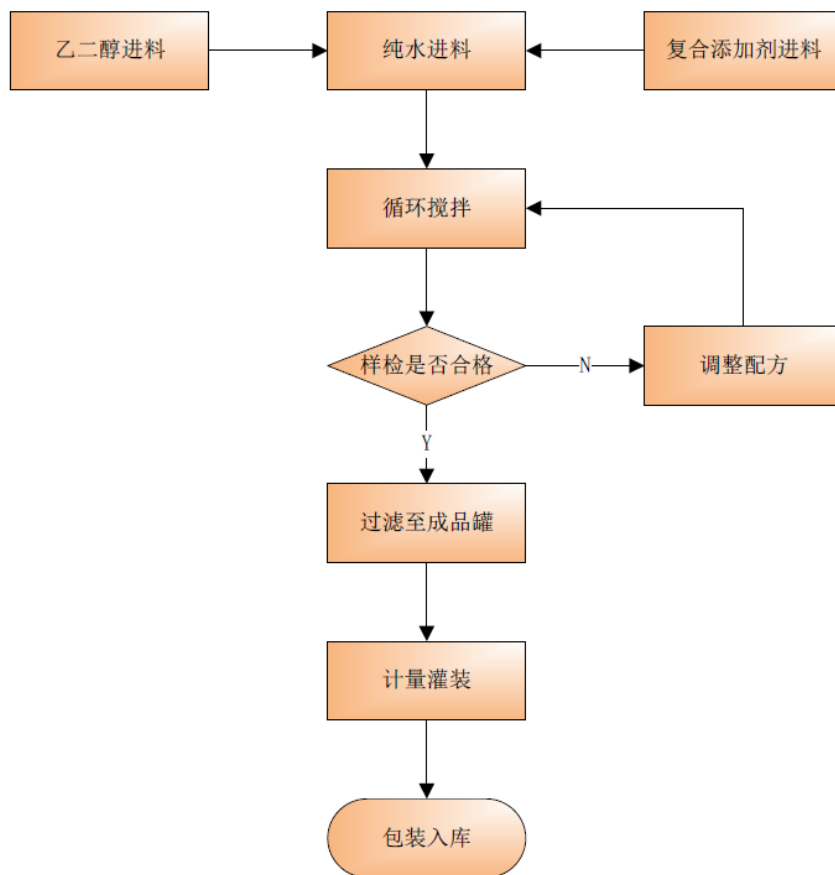 乙二醇进料
纯水进料
复合添加剂进料
循环搅拌
样检是否合格
N
调整配方
Y
过滤至成品罐
计量灌装
包装入库